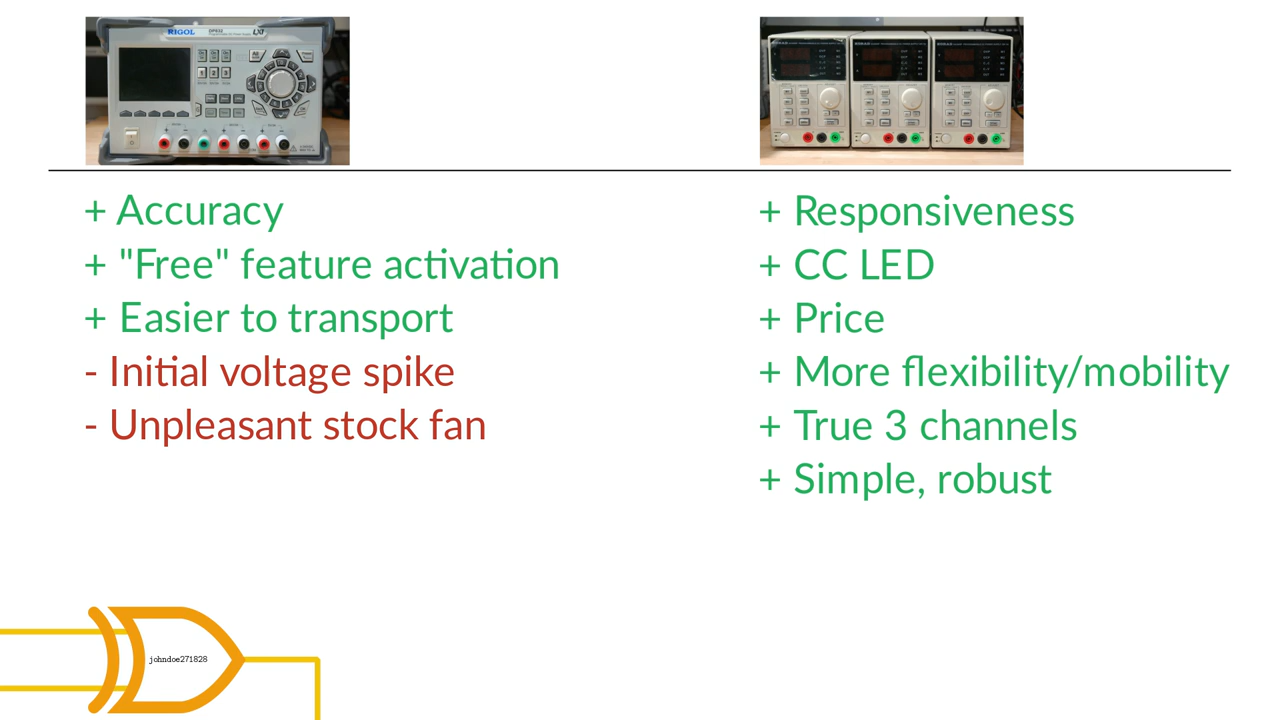 RIGOL
+ Accuracy
+ "Free" feature activation
+ Easier to transport
- Initial voltage spike
- Unpleasant stock fan
+ Responsiveness
+ CC LED
+ Price
+ More flexibility/mobility
+ True 3 channels
+ Simple, robust
johndoe271828